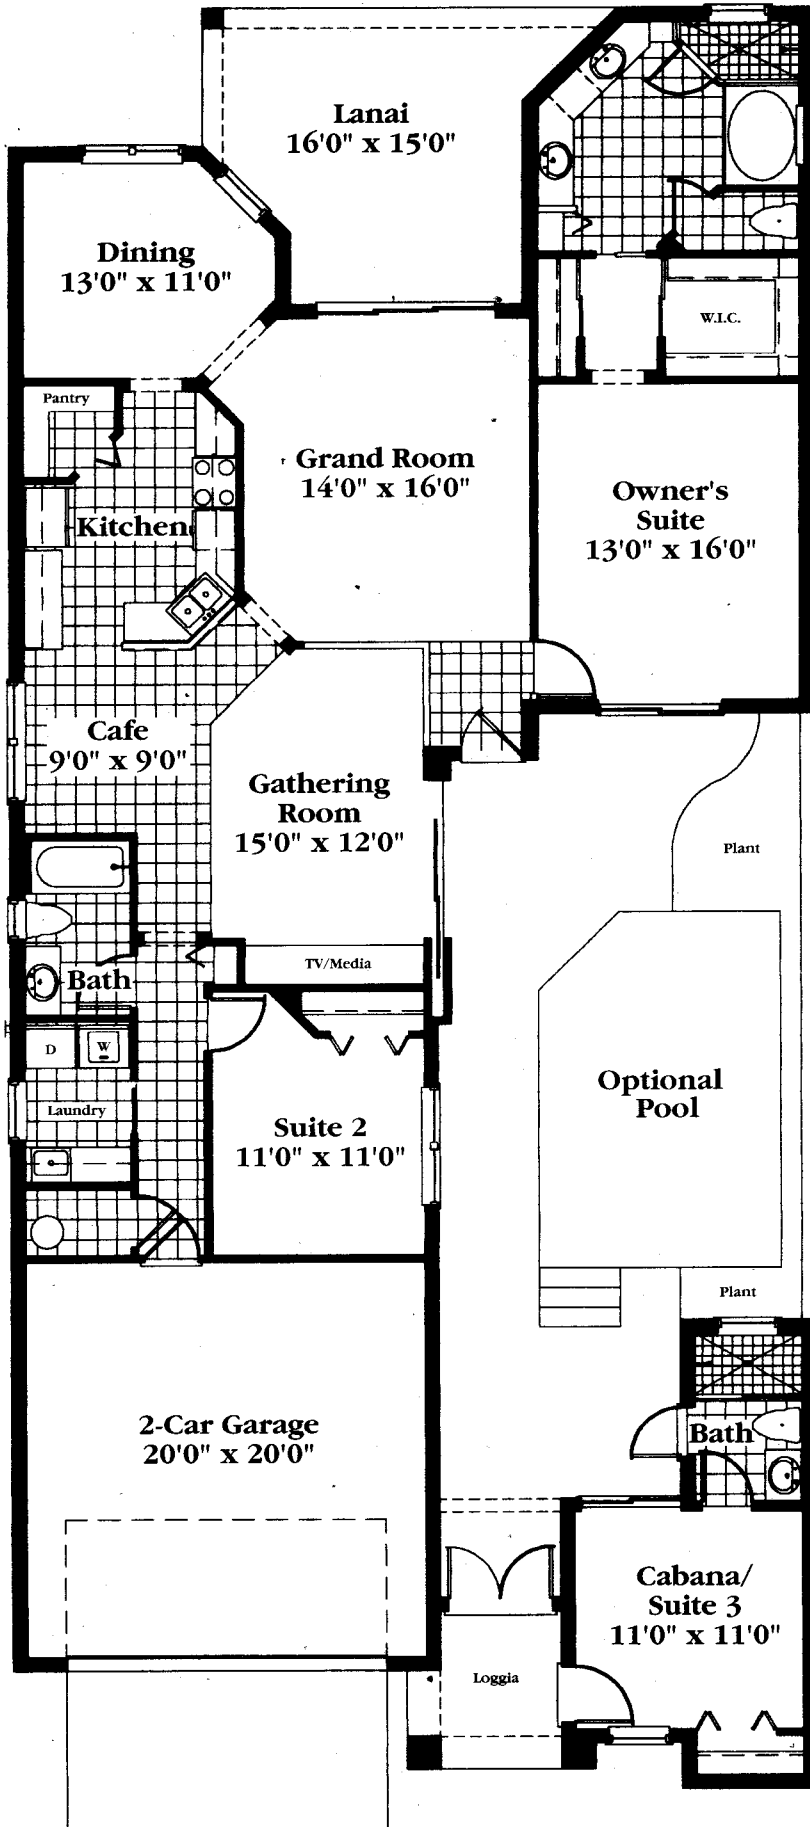 Lanai
16'0" x 15'0"
Dining
13'0" x 11'0"
W.I.C.
Pantry
Grand Room
14'0" x 16'0"
Owner's
Suite
13'0" x 16'0"
Kitchen
Cafe
9'0" x 9'0"
Gathering
Room
15'0" x 12'0"
Plant
TV/Media
Bath
D
W
Laundry
Optional
Pool
Suite 2
11'0" x 11'0"
Plant
2-Car Garage
20'0" x 20'0"
Bath
Cabana/
Suite 3
11'0" x 11'0"
Loggia